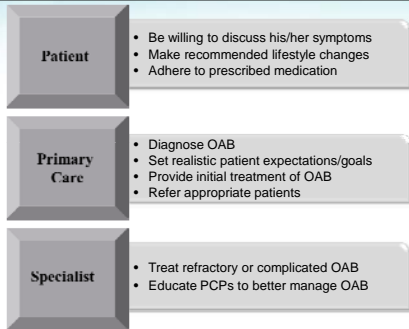 Patient
• Be willing to discuss his/her symptoms
• Make recommended lifestyle changes
• Adhere to prescribed medication
Primary
Care
• Diagnose OAB
• Set realistic patient expectations/goals
• Provide initial treatment of OAB
• Refer appropriate patients
Specialist
• Treat refractory or complicated OAB
• Educate PCPs to better manage OAB